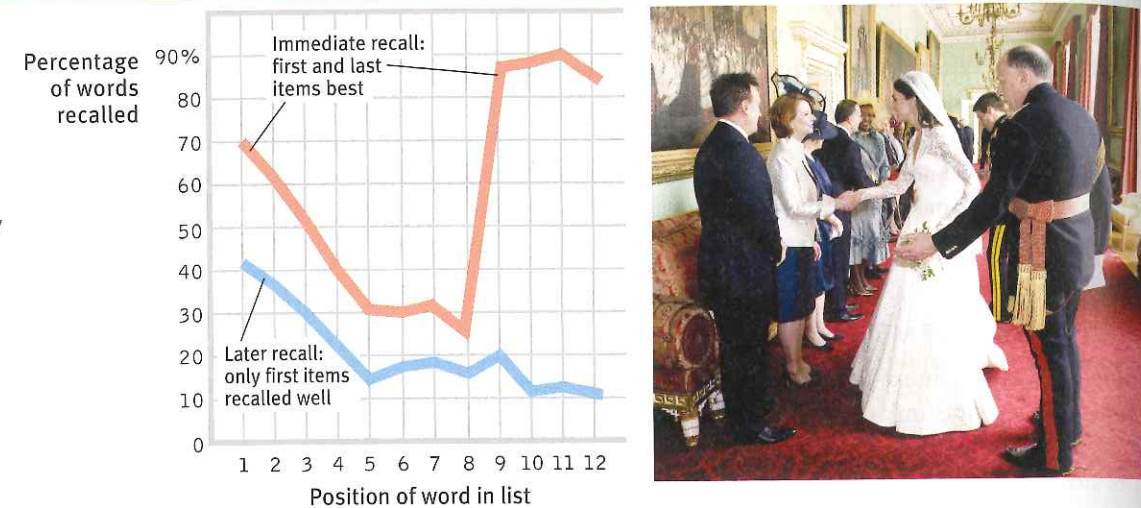 Percentage
of words
recalled
90%
80
70
60
50
40
30
20
10
0
Immediate recall:
first and last
items best
Later recall:
only first items
recalled well
1 2 3 4 5 6 7 8 9 10 11 12
Position of word in list